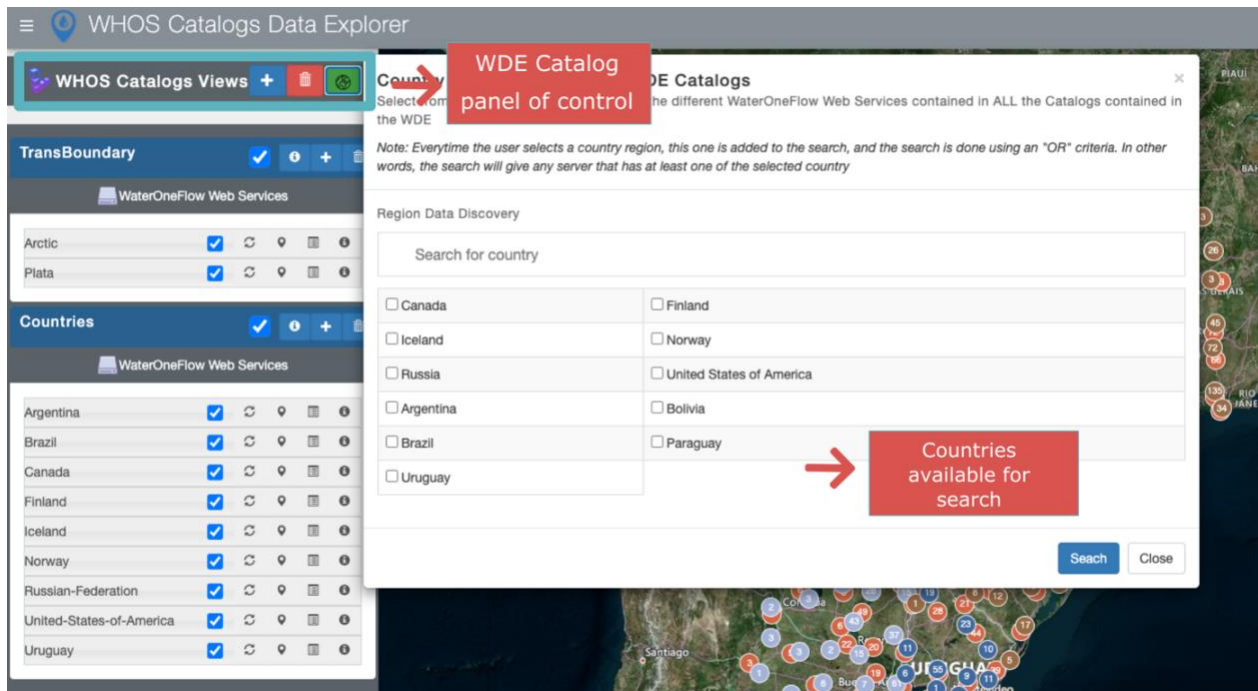 WHOS Catalogs Data Explorer
WHOS Catalogs Views
TransBoundary
WaterOneFlow Web Services
Arctic
Plata
Countries
WaterOneFlow Web Services
Argentina
Brazil
Canada
Finland
Iceland
Norway
Russian-Federation
United-States-of-America
Uruguay
WDE Catalog
panel of control
Country
DE Catalogs
Select from
he different WaterOneFlow Web Services contained in ALL the Catalogs contained in
the WDE
Note: Everytime the user selects a country region, this one is added to the search, and the search is done using an "OR" criteria. In other
words, the search will give any server that has at least one of the selected country
Region Data Discovery
Search for country
Canada
Finland
Iceland
Norway
Russia
United States of America
Argentina
Bolivia
Brazil
Paraguay
Uruguay
Countries
available for
search
Seach
Close
PIAUÍ
RIO
Santiago